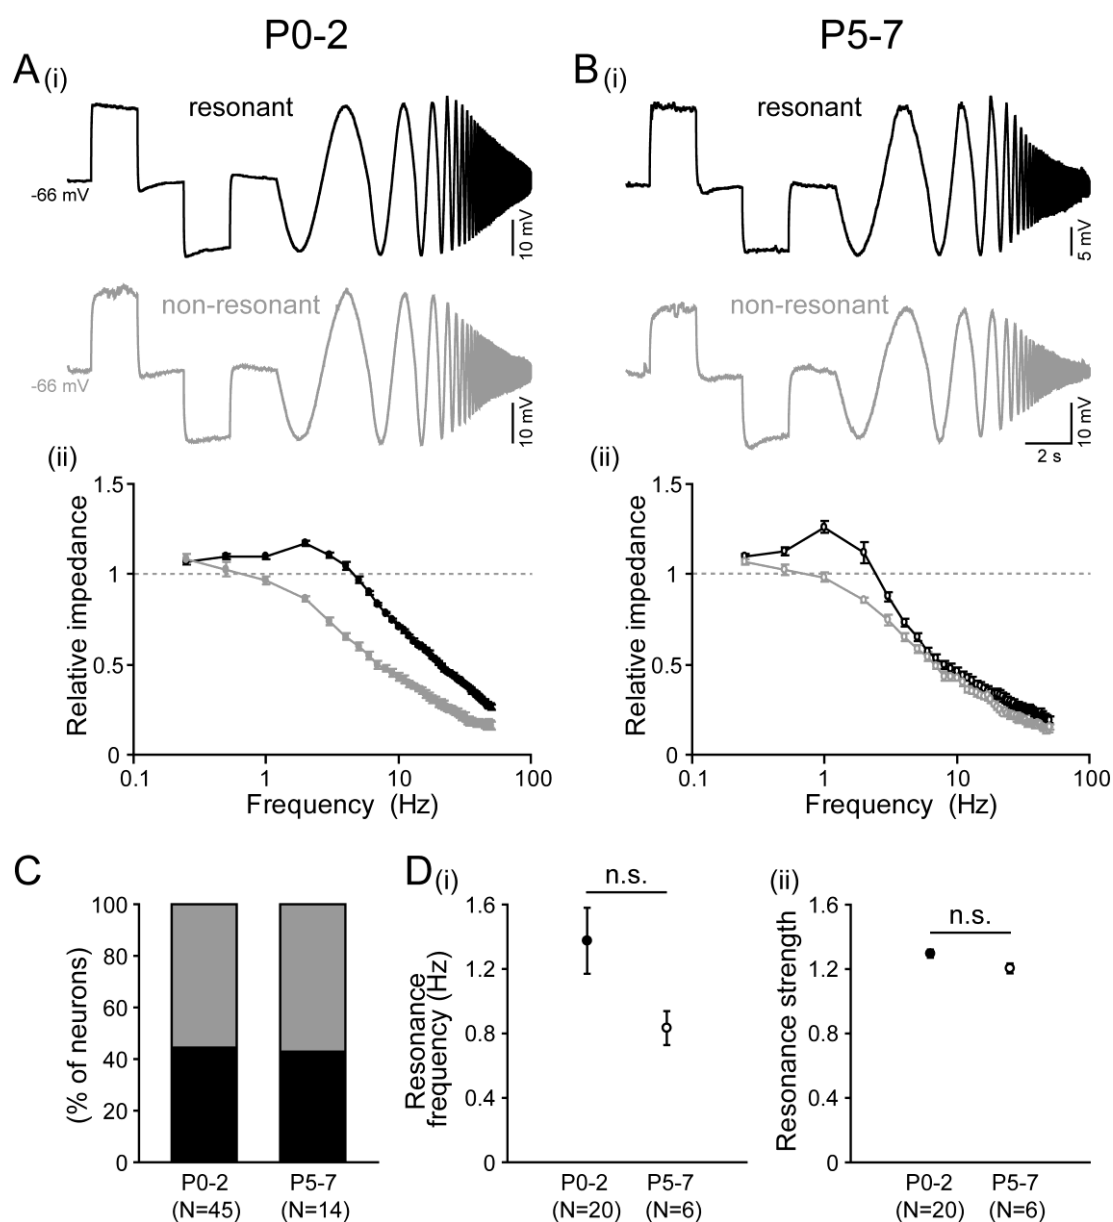 P0-2
P5-7
A(i)
resonant
-66 mV
10 mV
non-resonant
-66 mV
10 mV
B(i)
resonant
5 mV
non-resonant
10 mV
2 s
(ii)
Relative impedance
1.5
1
0.5
0
0.1
1
10
100
Frequency (Hz)
(ii)
Relative impedance
1.5
1
0.5
0
0.1
1
10
100
Frequency (Hz)
C
(% of neurons)
100
80
60
40
20
0
P0-2
(N=45)
P5-7
(N=14)
D(i)
n.s.
Resonance
frequency (Hz)
1.6
1.2
0.8
0.4
0
P0-2
(N=20)
P5-7
(N=6)
(ii)
n.s.
Resonance strength
1.6
1.2
0.8
0.4
0
P0-2
(N=20)
P5-7
(N=6)